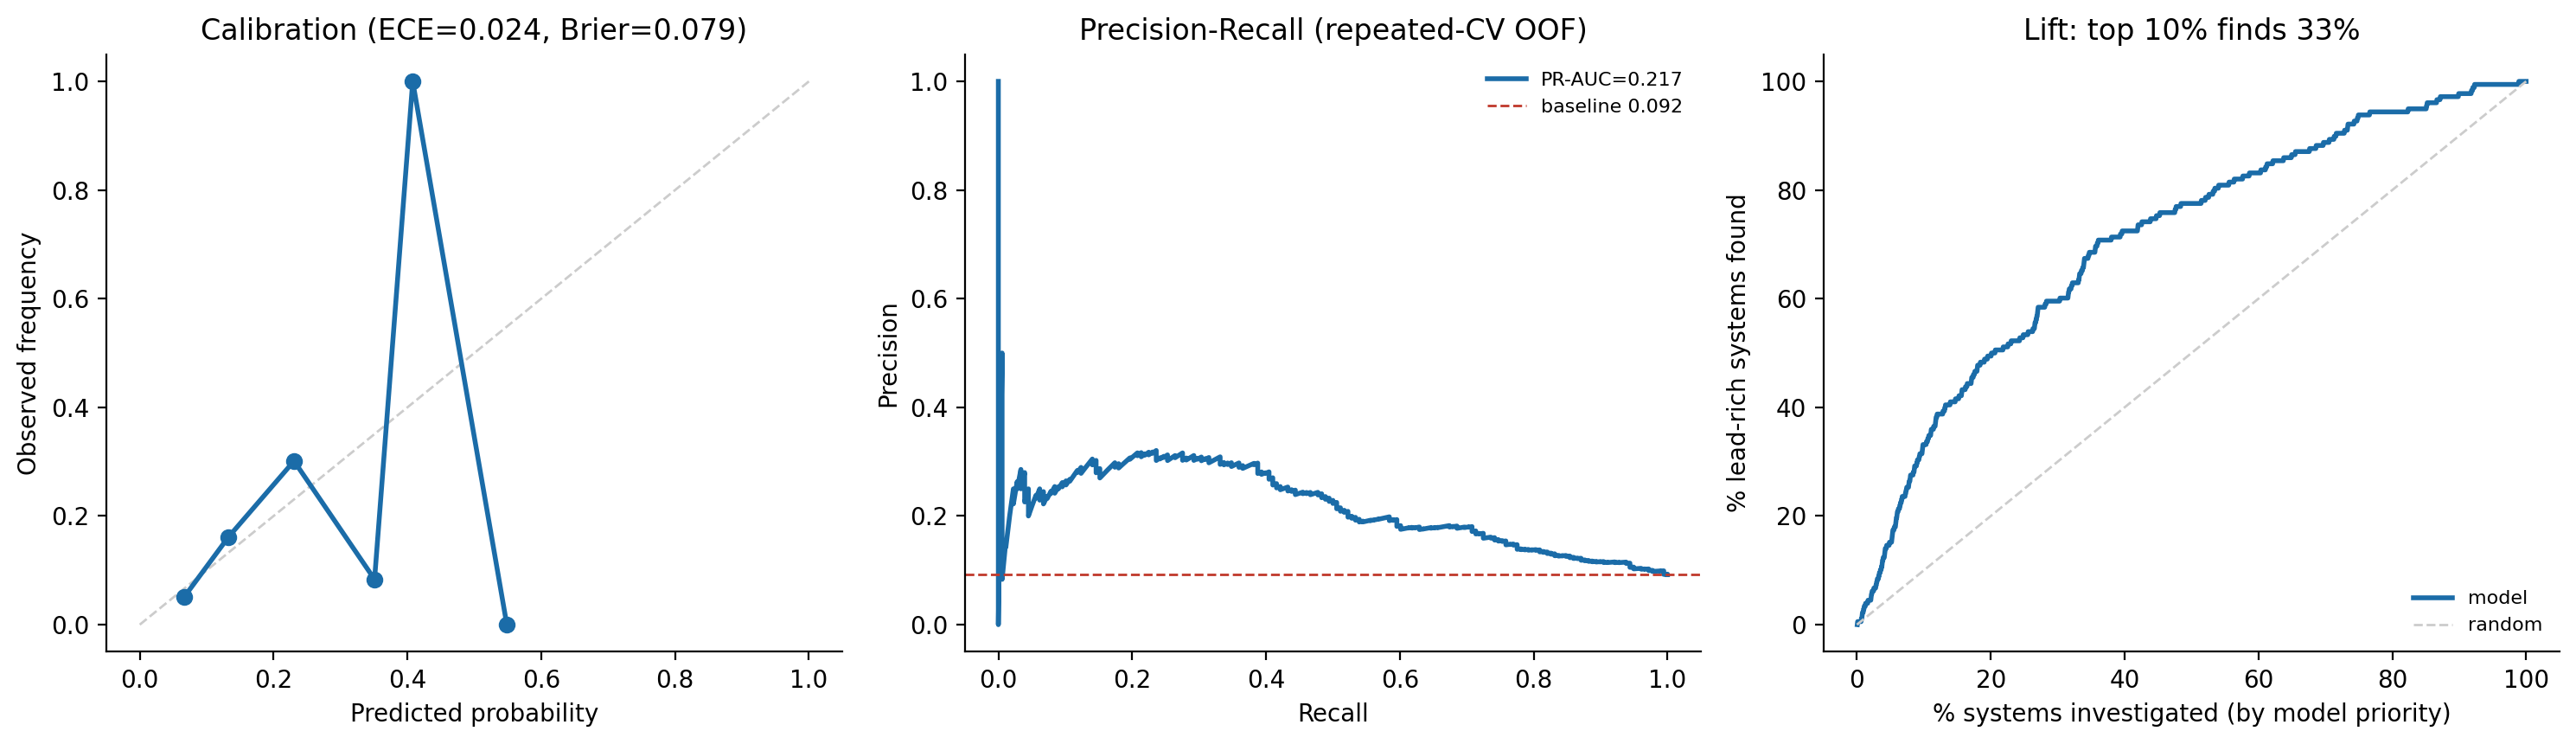 Calibration (ECE=0.024, Brier=0.079)
Observed frequency
1.0
0.8
0.6
0.4
0.2
0.0
0.0 0.2 0.4 0.6 0.8 1.0
Predicted probability
Precision-Recall (repeated-CV OOF)
Precision
1.0
0.8
0.6
0.4
0.2
0.0
PR-AUC=0.217
baseline 0.092
0.0 0.2 0.4 0.6 0.8 1.0
Recall
Lift: top 10% finds 33%
% lead-rich systems found
100
80
60
40
20
0
model
random
0 20 40 60 80 100
% systems investigated (by model priority)